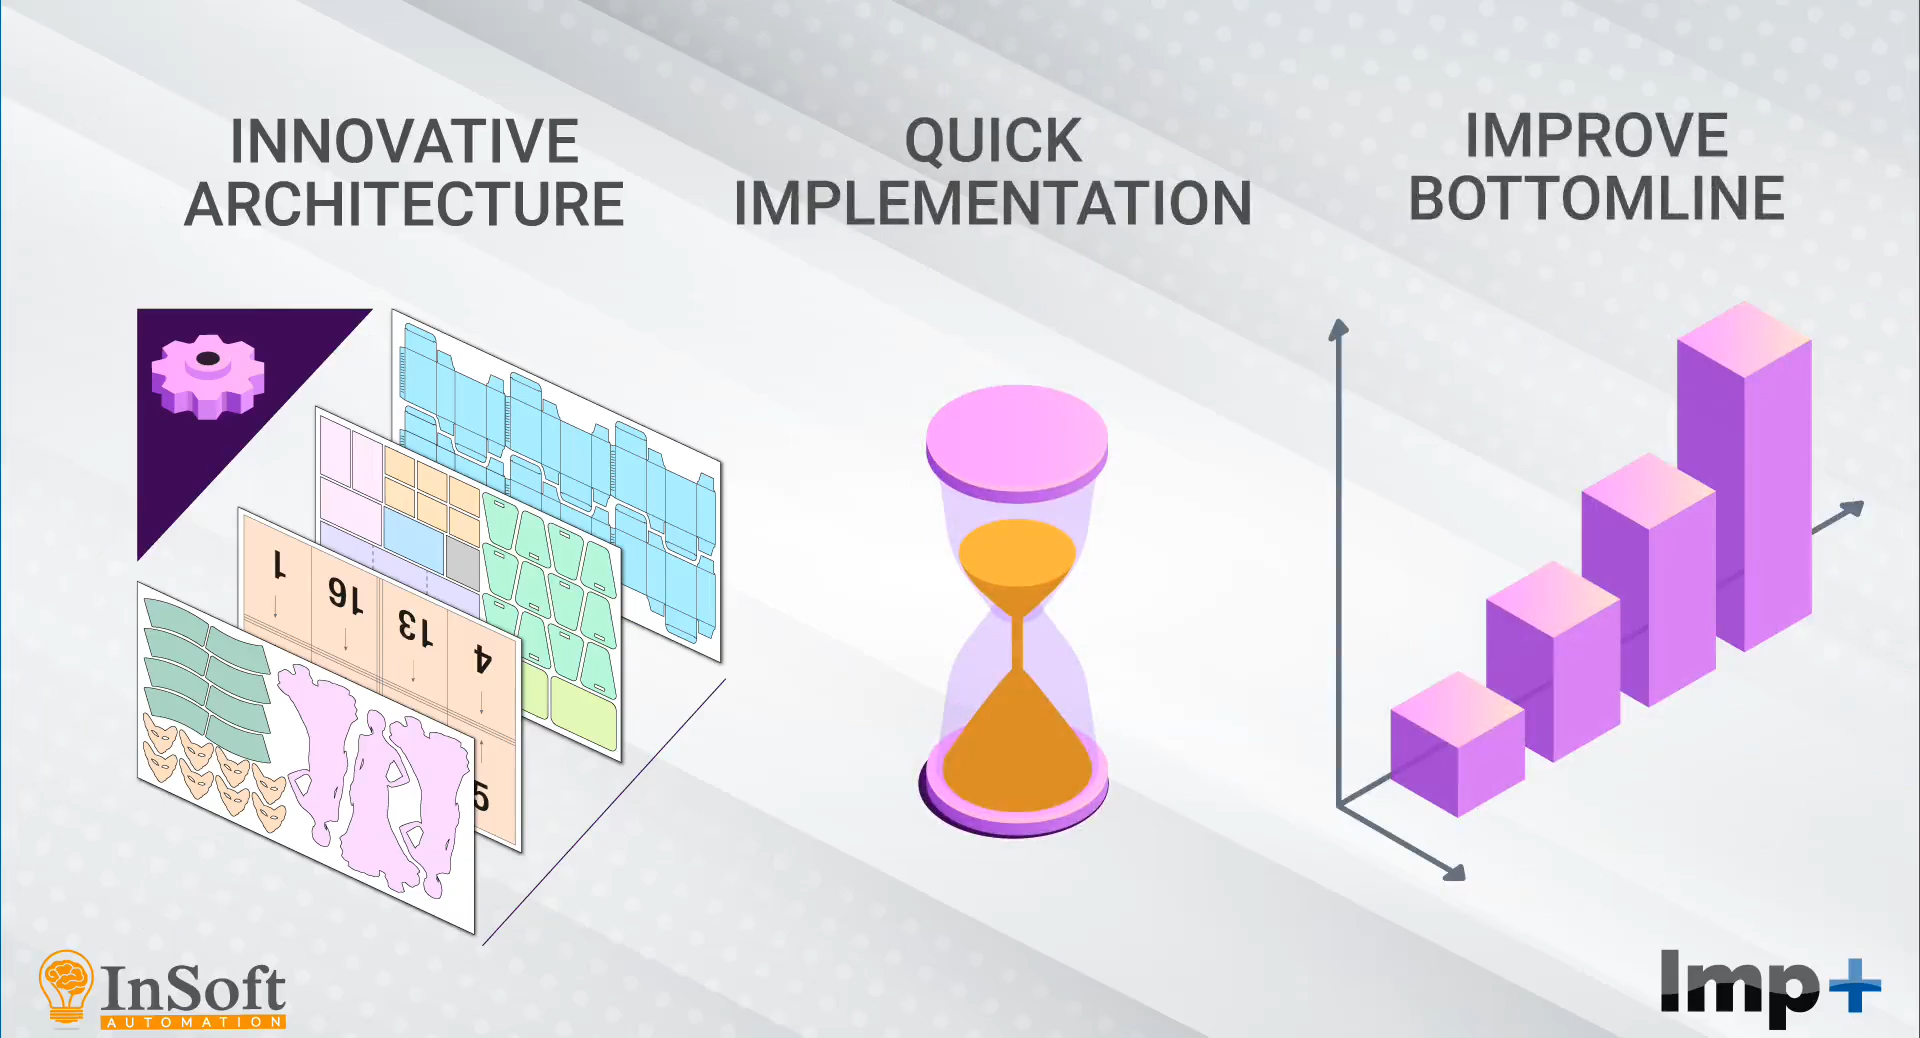 INNOVATIVE
ARCHITECTURE
QUICK
IMPLEMENTATION
IMPROVE
BOTTOMLINE
1
16
13
4
5
InSoft
AUTOMATION
Imp+